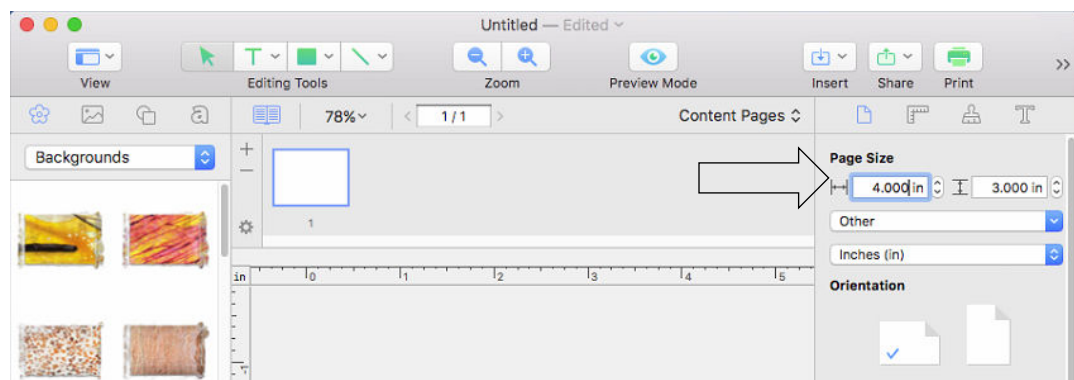 Untitled — Edited
View
Editing Tools
Zoom
Preview Mode
Insert
Share
Print
78%
1 / 1
Content Pages
Backgrounds
1
Page Size
4.000 in
3.000 in
Other
Inches (in)
Orientation
in 0 1 2 3 4 5